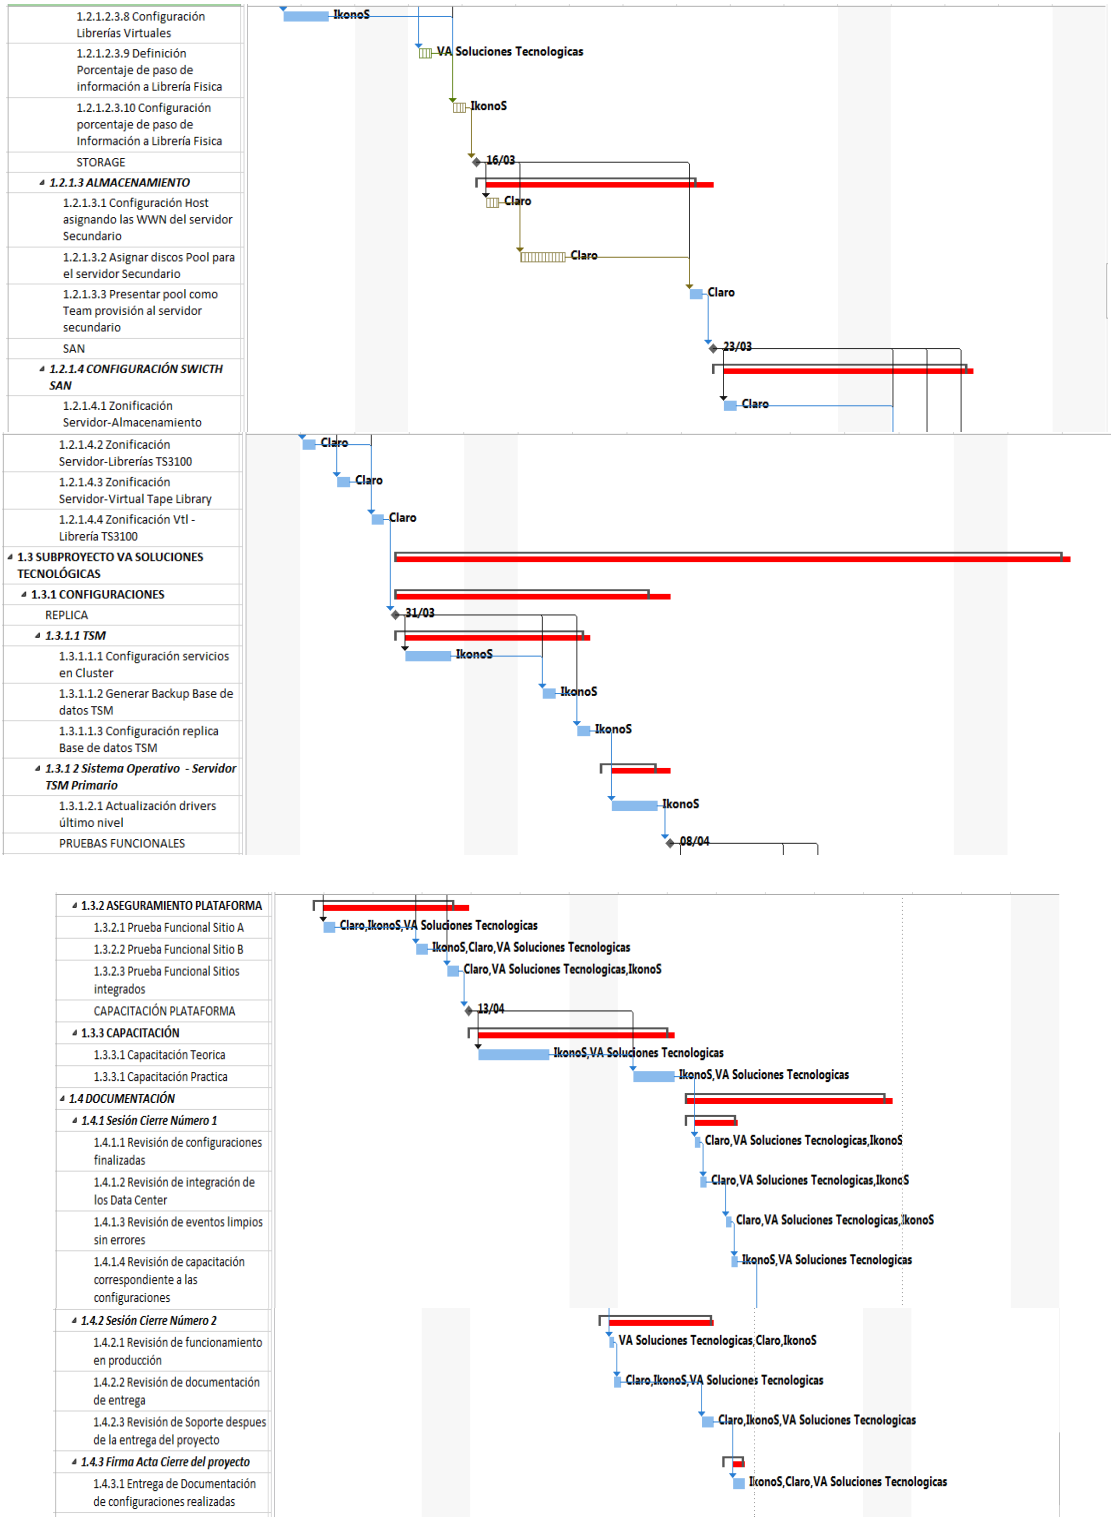 1.2.1.2.3.8 Configuración
Librerías Virtuales
IkonoS
1.2.1.2.3.9 Definición
Porcentaje de paso de
información a Librería Fisica
VA Soluciones Tecnologicas
1.2.1.2.3.10 Configuración
porcentaje de paso de
Información a Librería Fisica
IkonoS
STORAGE
16/03
1.2.1.3 ALMACENAMIENTO
1.2.1.3.1 Configuración Host
asignando las WWN del servidor
Secundario
Claro
1.2.1.3.2 Asignar discos Pool para
el servidor Secundario
Claro
1.2.1.3.3 Presentar pool como
Team provisión al servidor
secundario
Claro
SAN
23/03
1.2.1.4 CONFIGURACIÓN SWICTH
SAN
1.2.1.4.1 Zonificación
Servidor-Almacenamiento
Claro
1.2.1.4.2 Zonificación
Servidor-Librerías TS3100
Claro
1.2.1.4.3 Zonificación
Servidor-Virtual Tape Library
Claro
1.2.1.4.4 Zonificación Vtl -
Librería TS3100
Claro
1.3 SUBPROYECTO VA SOLUCIONES
TECNOLÓGICAS
1.3.1 CONFIGURACIONES
REPLICA
31/03
1.3.1.1 TSM
1.3.1.1.1 Configuración servicios
en Cluster
IkonoS
1.3.1.1.2 Generar Backup Base de
datos TSM
IkonoS
1.3.1.1.3 Configuración replica
Base de datos TSM
IkonoS
1.3.1 2 Sistema Operativo - Servidor
TSM Primario
1.3.1.2.1 Actualización drivers
último nivel
IkonoS
PRUEBAS FUNCIONALES
08/04
1.3.2 ASEGURAMIENTO PLATAFORMA
1.3.2.1 Prueba Funcional Sitio A
Claro,IkonoS,VA Soluciones Tecnologicas
1.3.2.2 Prueba Funcional Sitio B
IkonoS,Claro,VA Soluciones Tecnologicas
1.3.2.3 Prueba Funcional Sitios
integrados
Claro,VA Soluciones Tecnologicas,IkonoS
CAPACITACIÓN PLATAFORMA
13/04
1.3.3 CAPACITACIÓN
1.3.3.1 Capacitación Teorica
IkonoS,VA Soluciones Tecnologicas
1.3.3.1 Capacitación Practica
IkonoS,VA Soluciones Tecnologicas
1.4 DOCUMENTACIÓN
1.4.1 Sesión Cierre Número 1
1.4.1.1 Revisión de configuraciones
finalizadas
Claro,VA Soluciones Tecnologicas,IkonoS
1.4.1.2 Revisión de integración de
los Data Center
Claro,VA Soluciones Tecnologicas,IkonoS
1.4.1.3 Revisión de eventos limpios
sin errores
Claro,VA Soluciones Tecnologicas,IkonoS
1.4.1.4 Revisión de capacitación
correspondiente a las
configuraciones
IkonoS,VA Soluciones Tecnologicas
1.4.2 Sesión Cierre Número 2
1.4.2.1 Revisión de funcionamiento
en producción
VA Soluciones Tecnologicas,Claro,IkonoS
1.4.2.2 Revisión de documentación
de entrega
Claro,IkonoS,VA Soluciones Tecnologicas
1.4.2.3 Revisión de Soporte despues
de la entrega del proyecto
Claro,IkonoS,VA Soluciones Tecnologicas
1.4.3 Firma Acta Cierre del proyecto
1.4.3.1 Entrega de Documentación
de configuraciones realizadas
IkonoS,Claro,VA Soluciones Tecnologicas